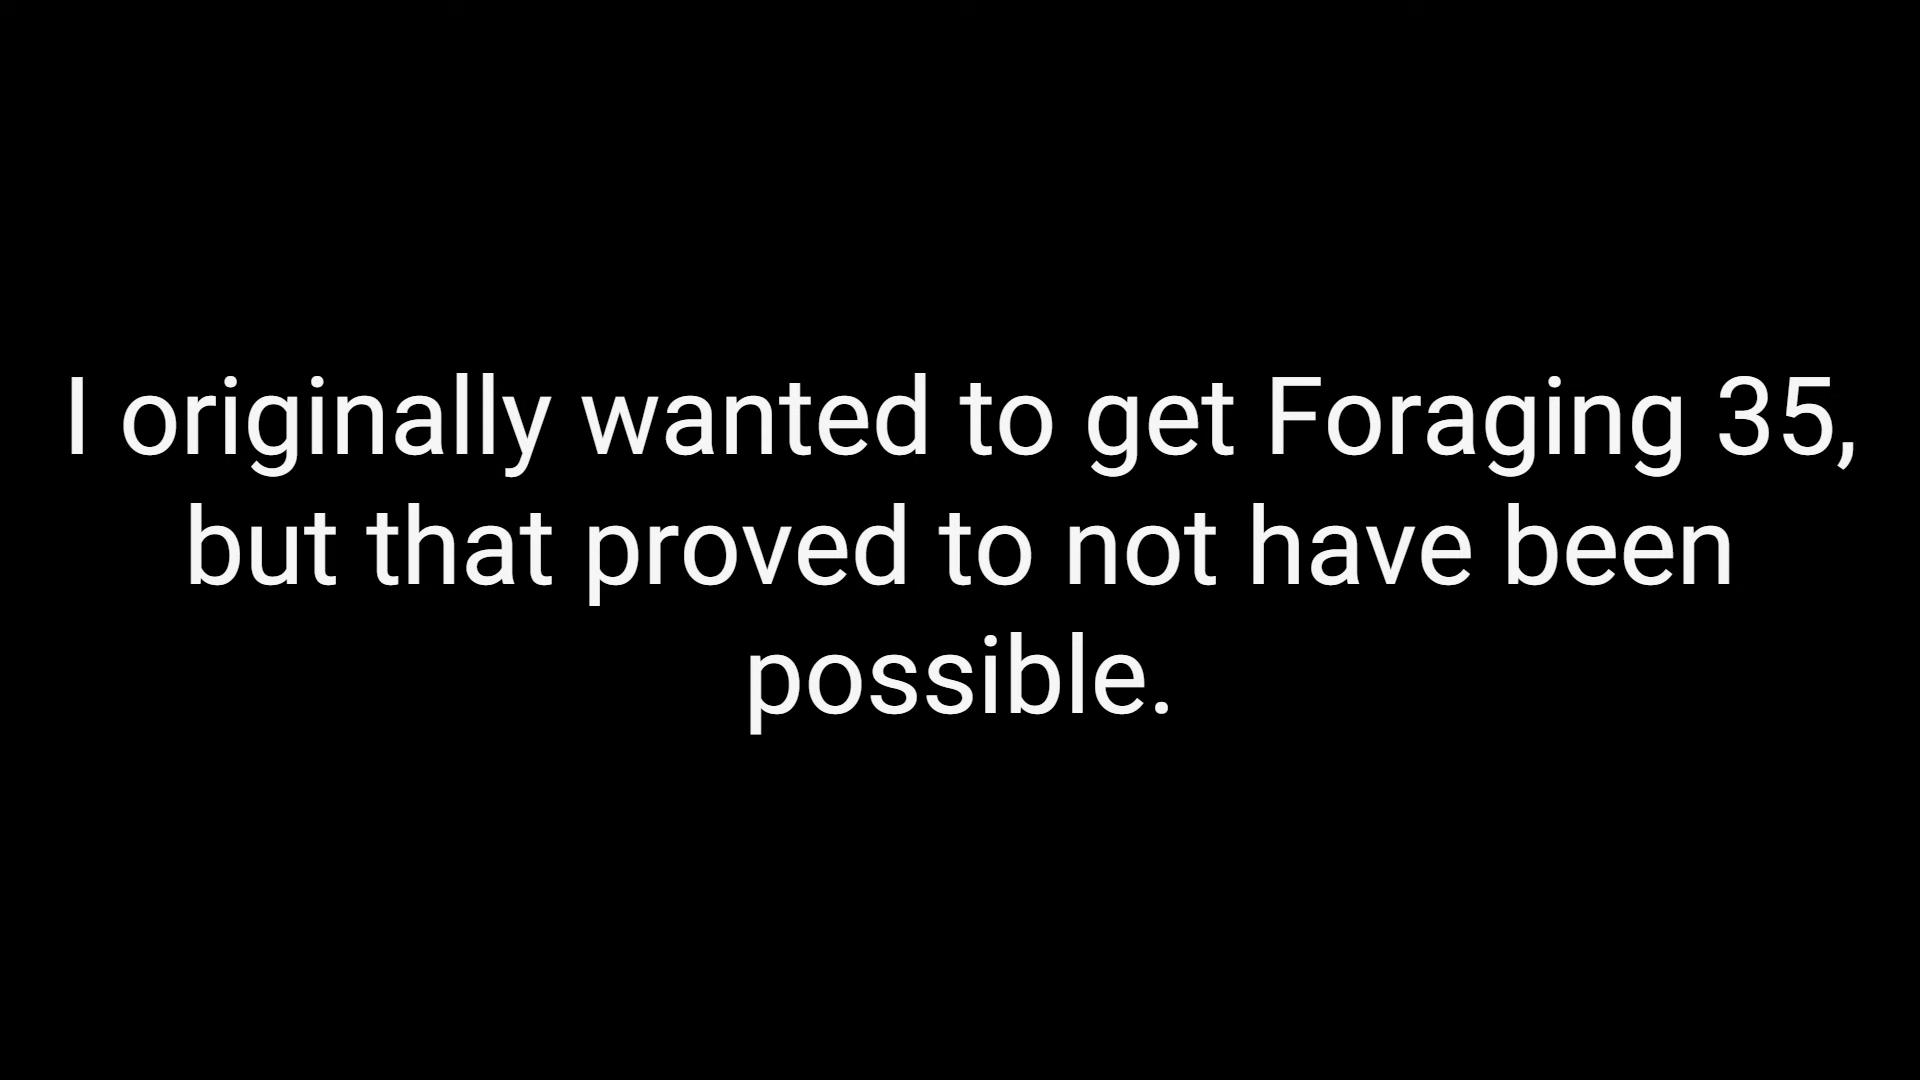 I originally wanted to get Foraging 35,
but that proved to not have been
possible.